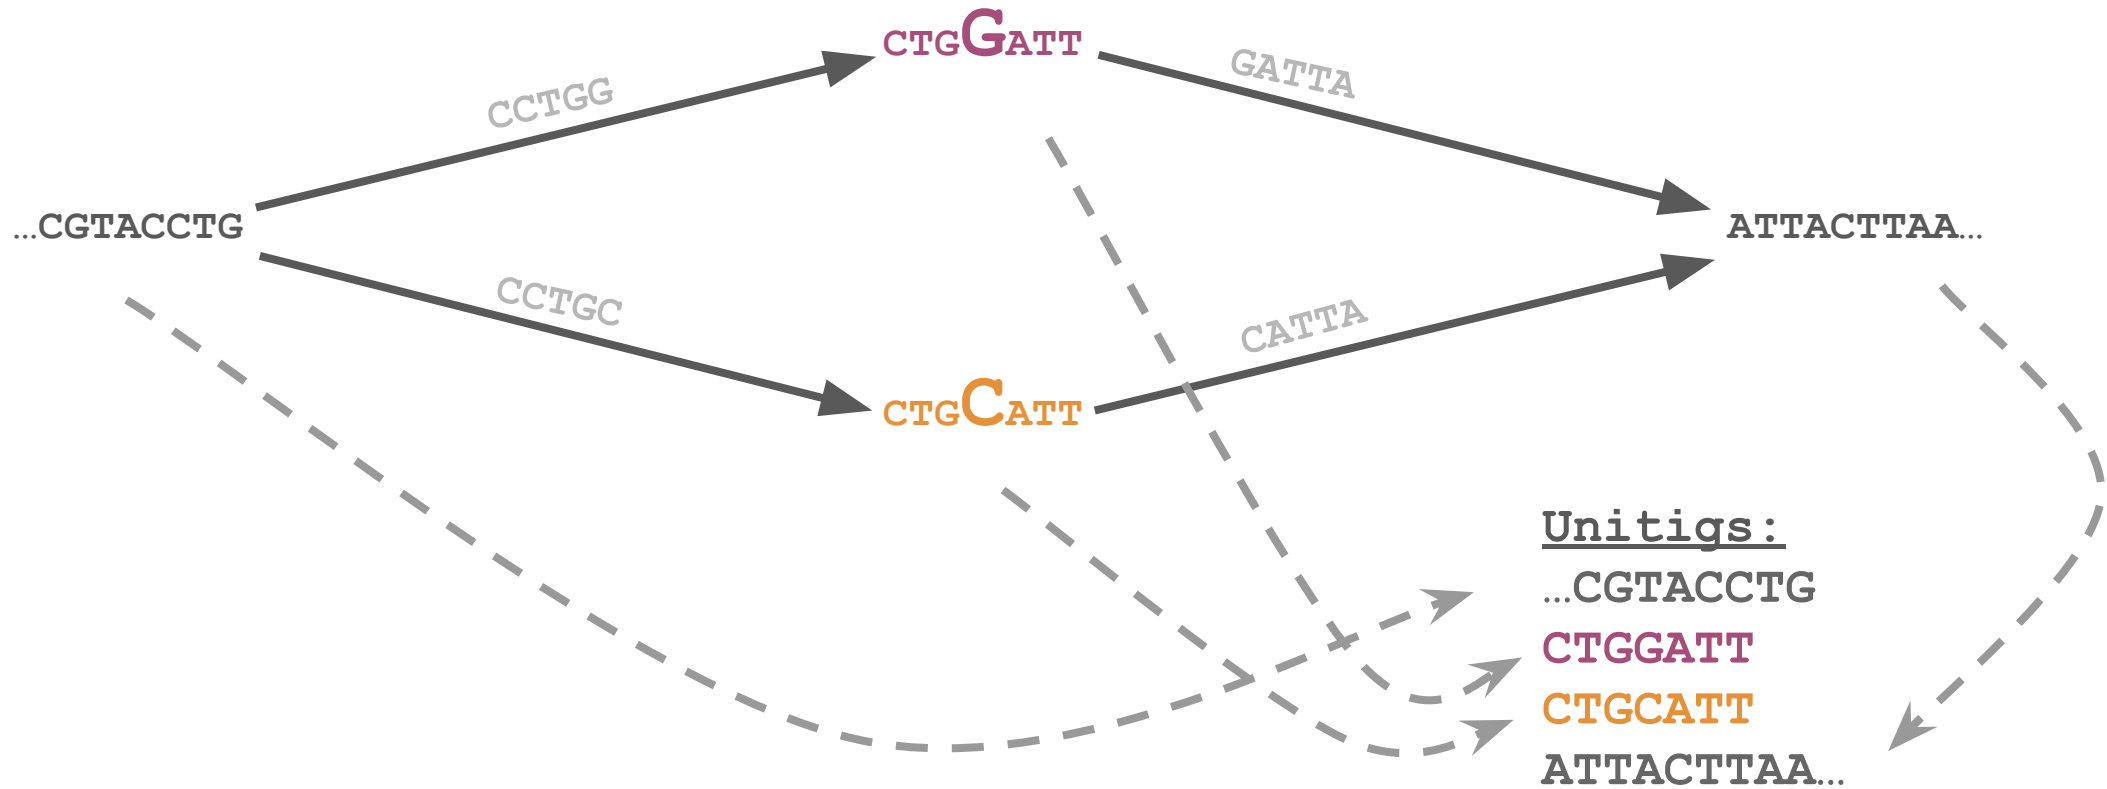 CTGGATT
CCTGG
GATTA
...CGTACCTG
ATTACTTAA...
CCTGC
CATTA
CTGCATT
Unitigs:
...CGTACCTG
CTGGATT
CTGCATT
ATTACTTAA...